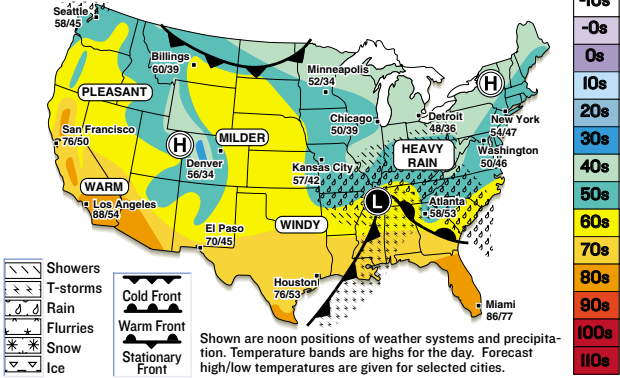 Seattle
58/45
Billings
60/39
Minneapolis
52/34
PLEASANT
Chicago
50/39
Detroit
48/36
New York
54/47
San Francisco
76/50
H
H
MILDER
HEAVY
RAIN
Washington
50/46
Denver
56/34
Kansas City
57/42
WARM
Los Angeles
88/54
L
Atlanta
58/53
El Paso
70/45
WINDY
Houston
76/53
Miami
86/77
Showers
T-storms
Rain
Flurries
Snow
Ice
Cold Front
Warm Front
Stationary
Front
Shown are noon positions of weather systems and precipita-
tion. Temperature bands are highs for the day. Forecast
high/low temperatures are given for selected cities.
-10s
-0s
0s
10s
20s
30s
40s
50s
60s
70s
80s
90s
100s
110s